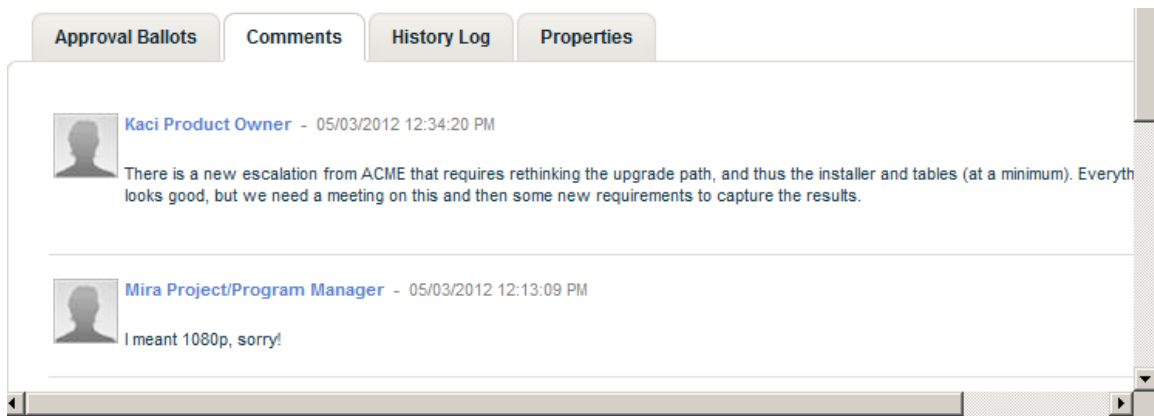 Approval Ballots Comments History Log Properties
Kaci Product Owner - 05/03/2012 12:34:20 PM
There is a new escalation from ACME that requires rethinking the upgrade path, and thus the installer and tables (at a minimum). Everyth
looks good, but we need a meeting on this and then some new requirements to capture the results.
Mira Project/Program Manager - 05/03/2012 12:13:09 PM
I meant 1080p, sorry!